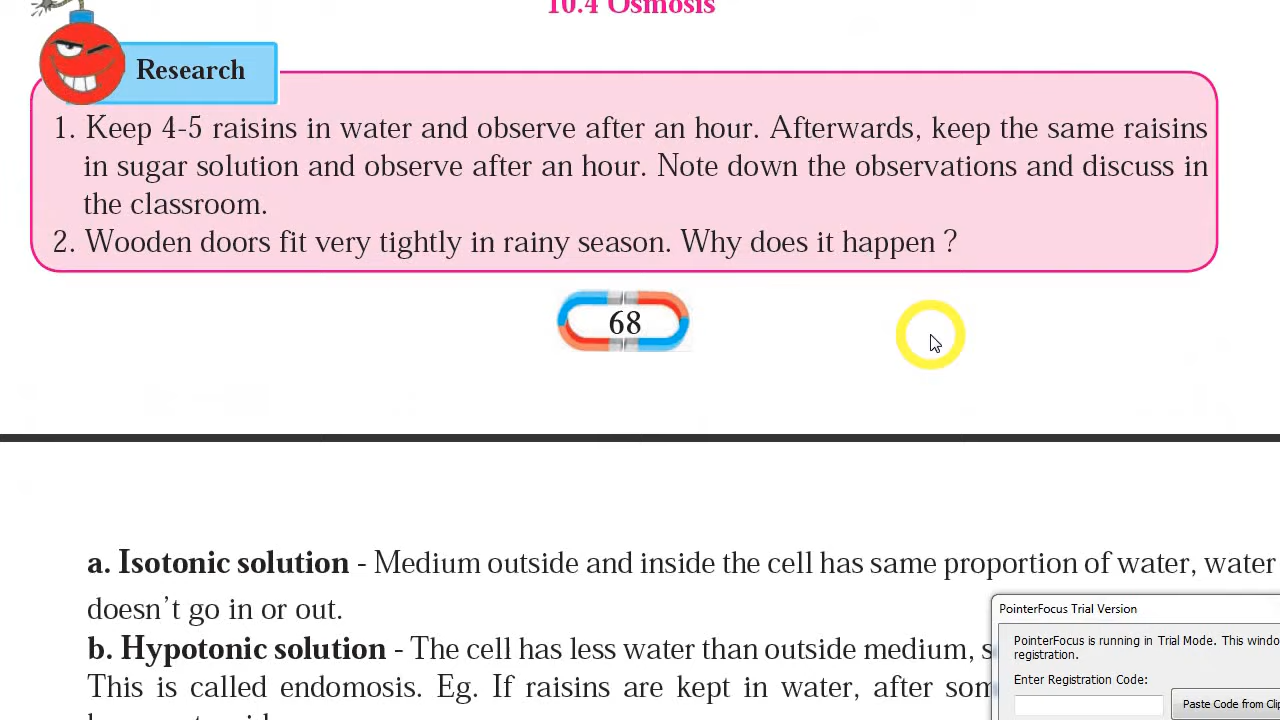 10.4 Osmosis
Research
1. Keep 4-5 raisins in water and observe after an hour. Afterwards, keep the same raisins
in sugar solution and observe after an hour. Note down the observations and discuss in
the classroom.
2. Wooden doors fit very tightly in rainy season. Why does it happen ?
68
a. Isotonic solution - Medium outside and inside the cell has same proportion of water, water
doesn't go in or out.
b. Hypotonic solution - The cell has less water than outside medium, s
This is called endomosis. Eg. If raisins are kept in water, after som
PointerFocus Trial Version
PointerFocus is running in Trial Mode. This windo
registration.
Enter Registration Code:
Paste Code from Clip